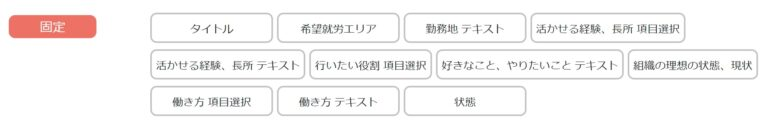 固定
タイトル
希望就労エリア
勤務地 テキスト
活かせる経験、長所 項目選択
活かせる経験、長所 テキスト
行いたい役割 項目選択
好きなこと、やりたいこと テキスト
組織の理想の状態、現状
働き方 項目選択
働き方 テキスト
状態